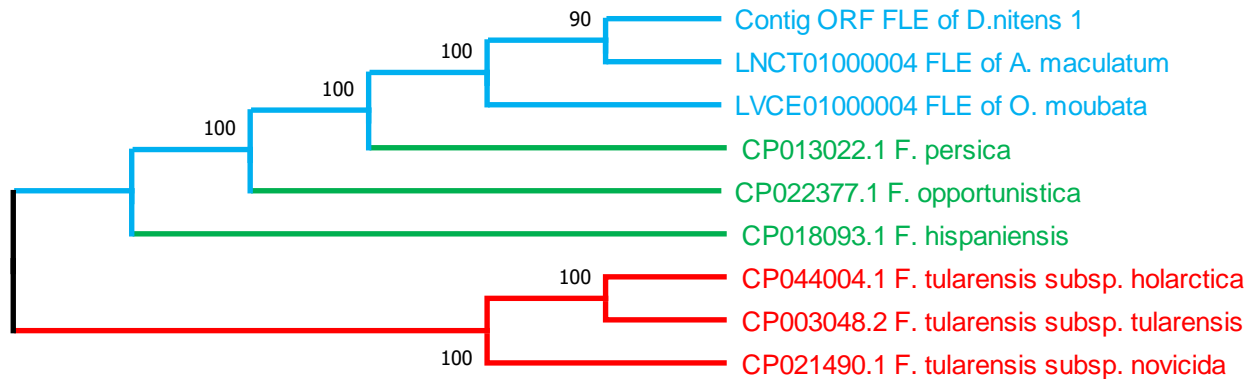 90
Contig ORF FLE of D.nitens 1
100
LNCT01000004 FLE of A. maculatum
100
LVCE01000004 FLE of O. moubata
100
CP013022.1 F. persica
CP022377.1 F. opportunistica
CP018093.1 F. hispaniensis
100
CP044004.1 F. tularensis subsp. holarctica
CP003048.2 F. tularensis subsp. tularensis
100
CP021490.1 F. tularensis subsp. novicida